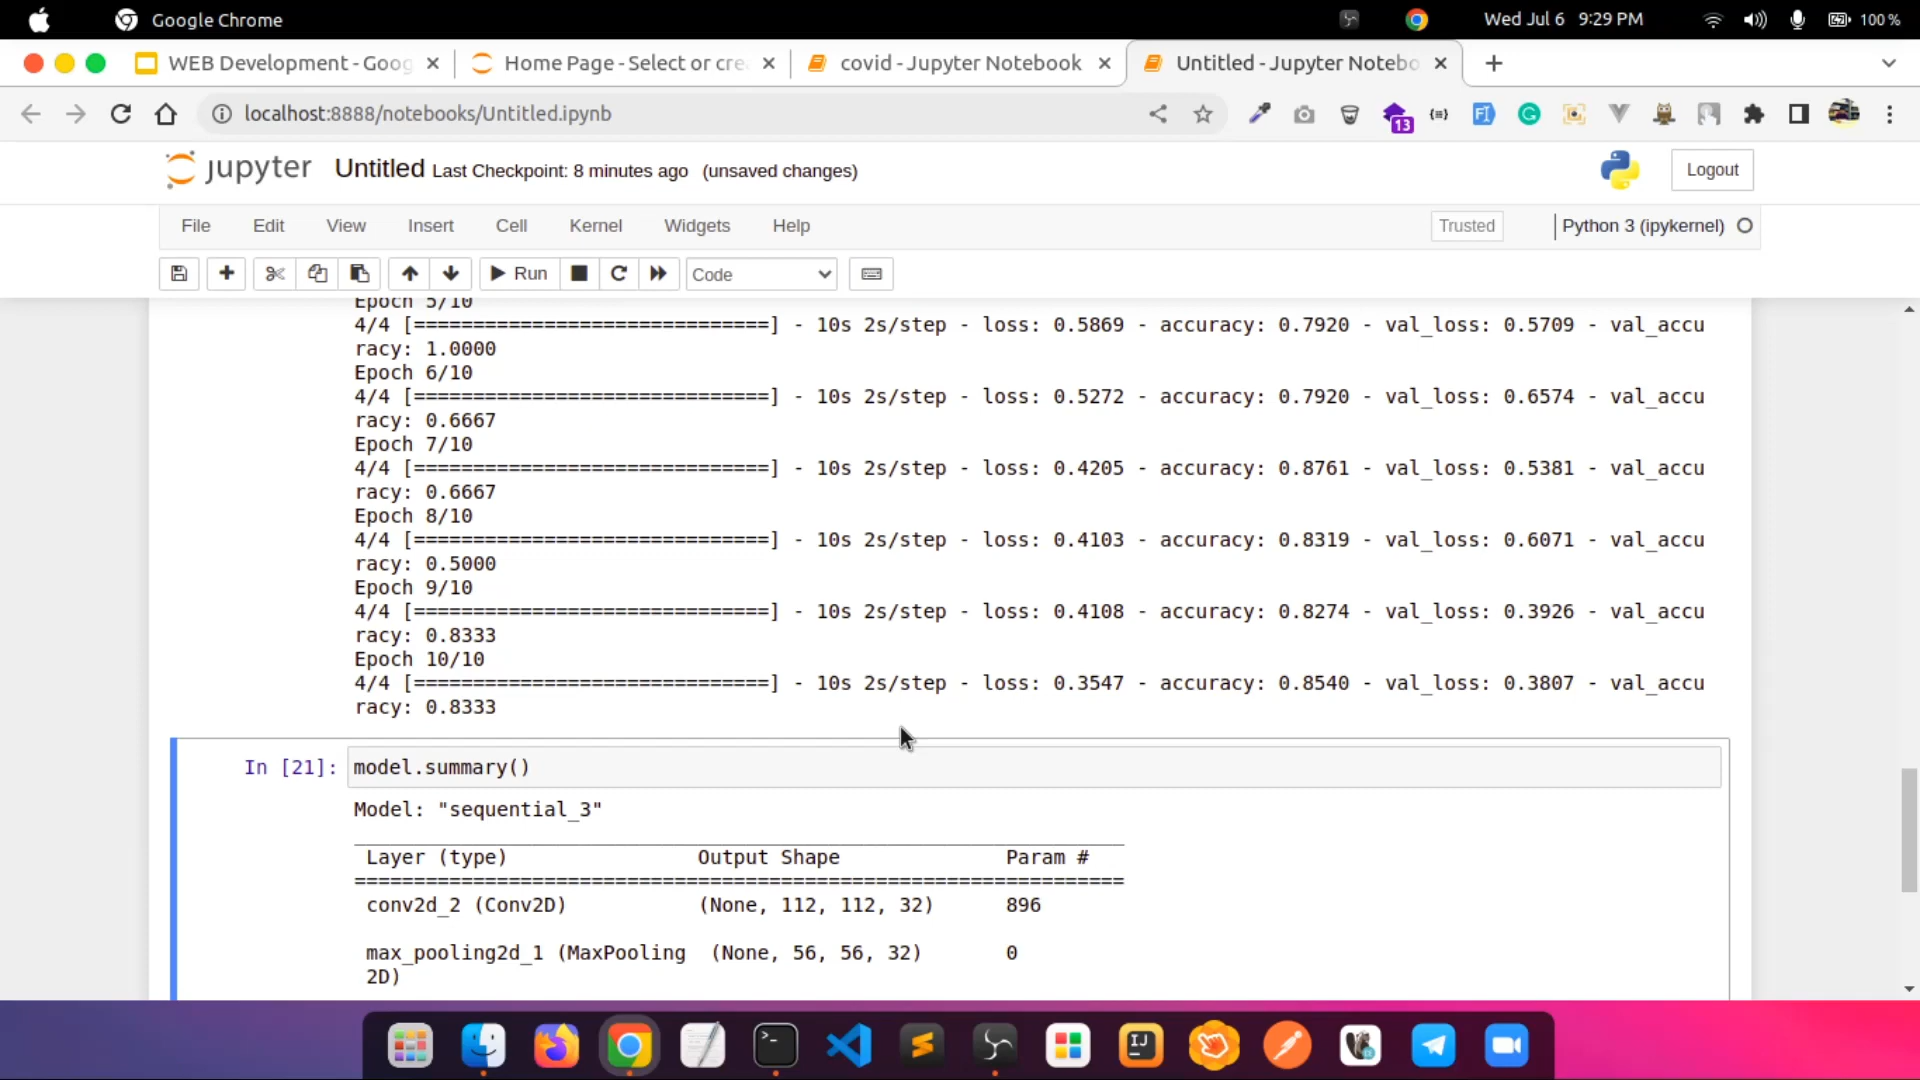 Google Chrome
Wed Jul 6 9:29 PM
100 %
WEB Development - Goog
Home Page - Select or cre
covid - Jupyter Notebook
Untitled - Jupyter Notebo
localhost:8888/notebooks/Untitled.ipynb
13
jupyter
Untitled Last Checkpoint: 8 minutes ago (unsaved changes)
Logout
File Edit View Insert Cell Kernel Widgets Help
Trusted
Python 3 (ipykernel)
Run
Code
Epoch 5/10
4/4 [==============================] - 10s 2s/step - loss: 0.5869 - accuracy: 0.7920 - val_loss: 0.5709 - val_accu
racy: 1.0000
Epoch 6/10
4/4 [==============================] - 10s 2s/step - loss: 0.5272 - accuracy: 0.7920 - val_loss: 0.6574 - val_accu
racy: 0.6667
Epoch 7/10
4/4 [==============================] - 10s 2s/step - loss: 0.4205 - accuracy: 0.8761 - val_loss: 0.5381 - val_accu
racy: 0.6667
Epoch 8/10
4/4 [==============================] - 10s 2s/step - loss: 0.4103 - accuracy: 0.8319 - val_loss: 0.6071 - val_accu
racy: 0.5000
Epoch 9/10
4/4 [==============================] - 10s 2s/step - loss: 0.4108 - accuracy: 0.8274 - val_loss: 0.3926 - val_accu
racy: 0.8333
Epoch 10/10
4/4 [==============================] - 10s 2s/step - loss: 0.3547 - accuracy: 0.8540 - val_loss: 0.3807 - val_accu
racy: 0.8333
In [21]: model.summary()
Model: "sequential_3"
Layer (type) Output Shape Param #
=================================================================
conv2d_2 (Conv2D) (None, 112, 112, 32) 896
max_pooling2d_1 (MaxPooling (None, 56, 56, 32) 0
2D)
IJ